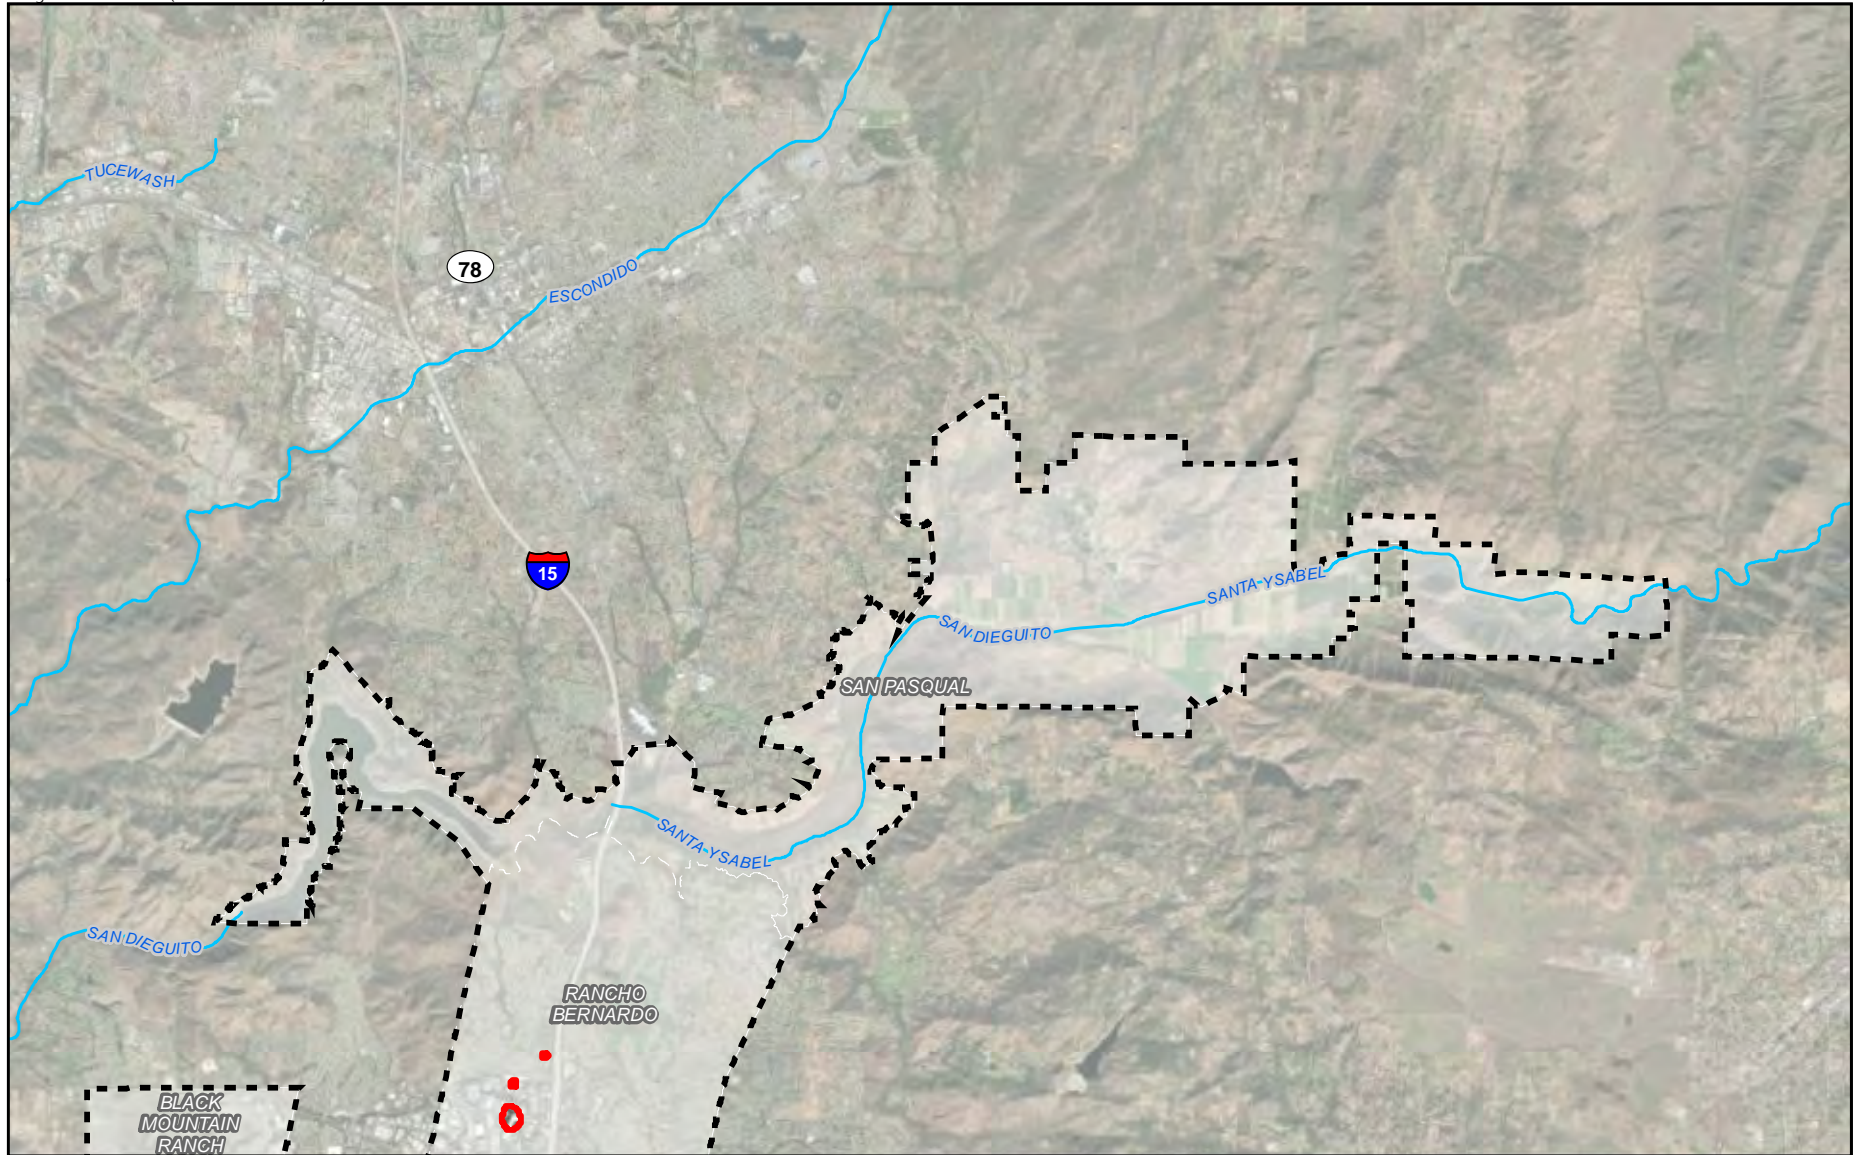 TUCEWASH
78
ESCONDIDO
15
SANTA YSABEL
SAN DIEGUITO
SAN PASQUAL
SANTA YSABEL
SAN DIEGUITO
RANCHO
BERNARDO
BLACK
MOUNTAIN
RANCH